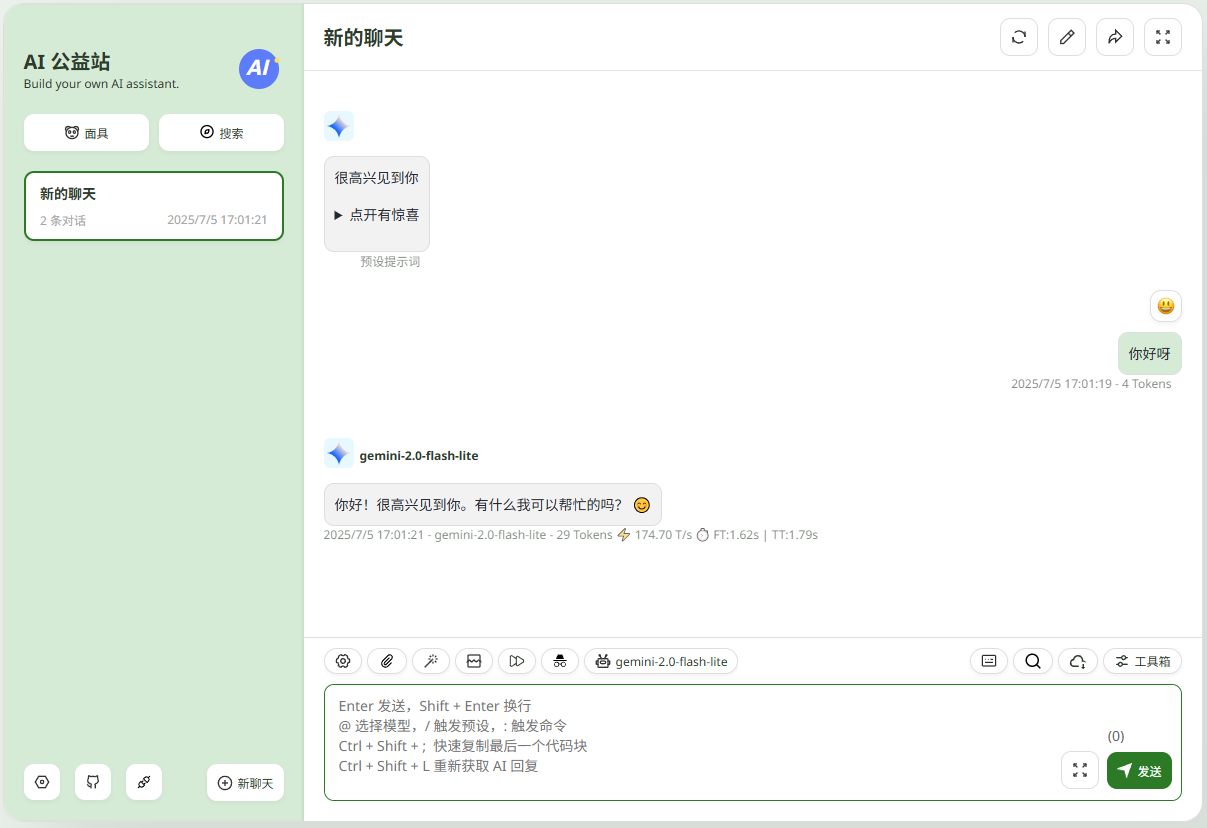 AI 公益站
Build your own AI assistant.
AI
面具
搜索
新的聊天
2 条对话
2025/7/5 17:01:21
新聊天
新的聊天
很高兴见到你
▶ 点开有惊喜
预设提示词
你好呀
2025/7/5 17:01:19 - 4 Tokens
gemini-2.0-flash-lite
你好！很高兴见到你。有什么我可以帮忙的吗？ 😊
2025/7/5 17:01:21 - gemini-2.0-flash-lite - 29 Tokens ⚡ 174.70 T/s ⏱ FT:1.62s | TT:1.79s
gemini-2.0-flash-lite
工具箱
Enter 发送，Shift + Enter 换行
@ 选择模型，/ 触发预设，: 触发命令
Ctrl + Shift + ；快速复制最后一个代码块
Ctrl + Shift + L 重新获取 AI 回复
(0)
发送